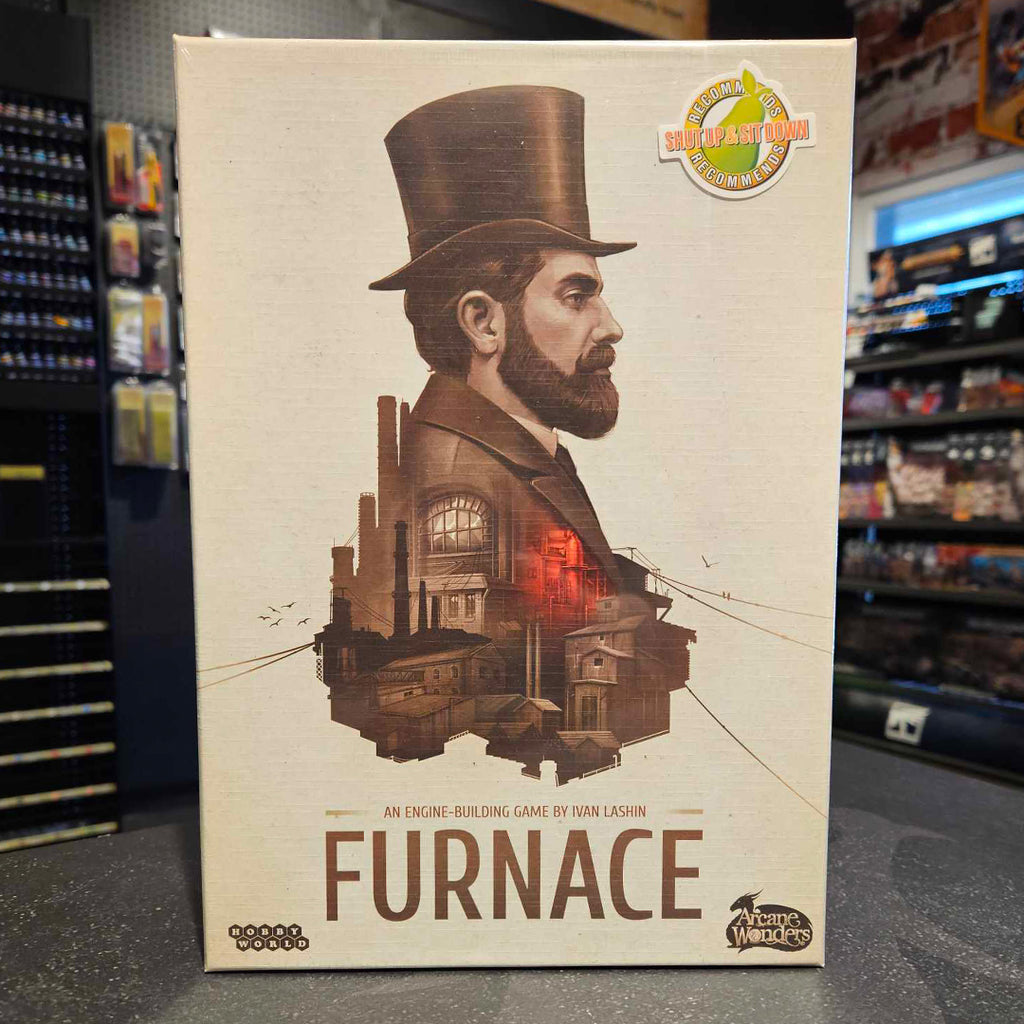 RECOMMENDS
SHUT UP & SIT DOWN
RECOMMENDS
AN ENGINE-BUILDING GAME BY IVAN LASHIN
FURNACE
HOBBY
WORLD
Arcane
Wonders